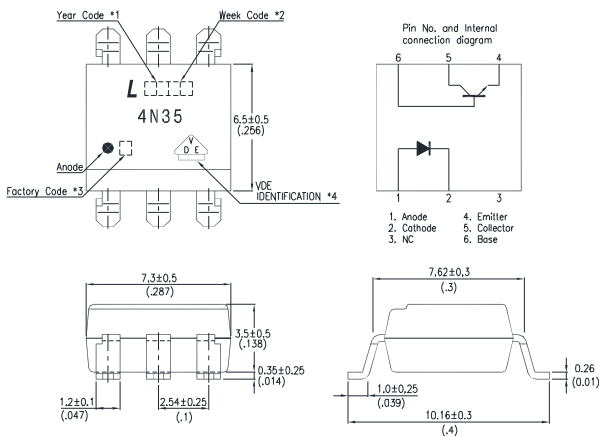 Year Code *1
Week Code *2
L
4N35
V
D E
6,5±0.5
(.256)
Anode
Factory Code *3
VDE
IDENTIFICATION *4
Pin No. and Internal
connection diagram
6 5 4
1 2 3
1. Anode
2. Cathode
3. NC
4. Emitter
5. Collector
6. Base
7,3±0.5
(.287)
3,5±0,5
(.138)
0.35±0.25
(.014)
1.2±0.1
(.047)
2.54±0.25
(.1)
7,62±0,3
(.3)
0.26
(0.01)
1.0±0,25
(.039)
10.16±0.3
(.4)